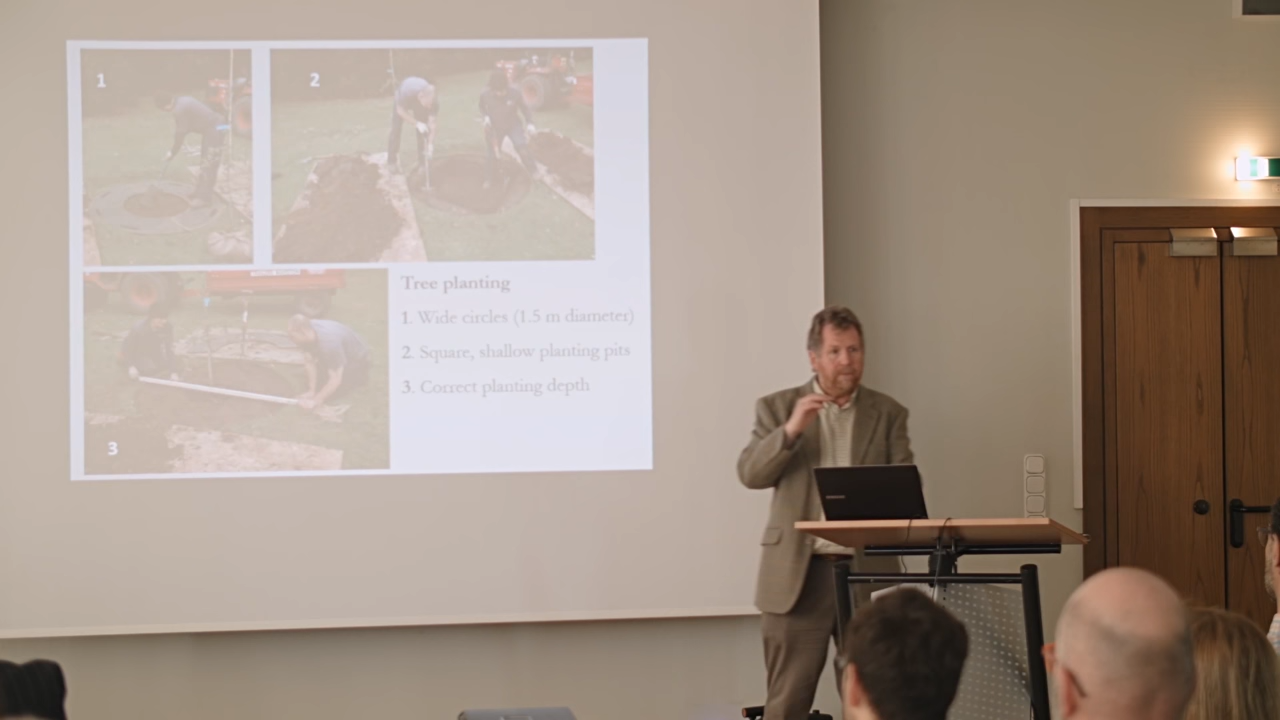 1
2
3
Tree planting
1. Wide circles (1.5 m diameter)
2. Square, shallow planting pits
3. Correct planting depth